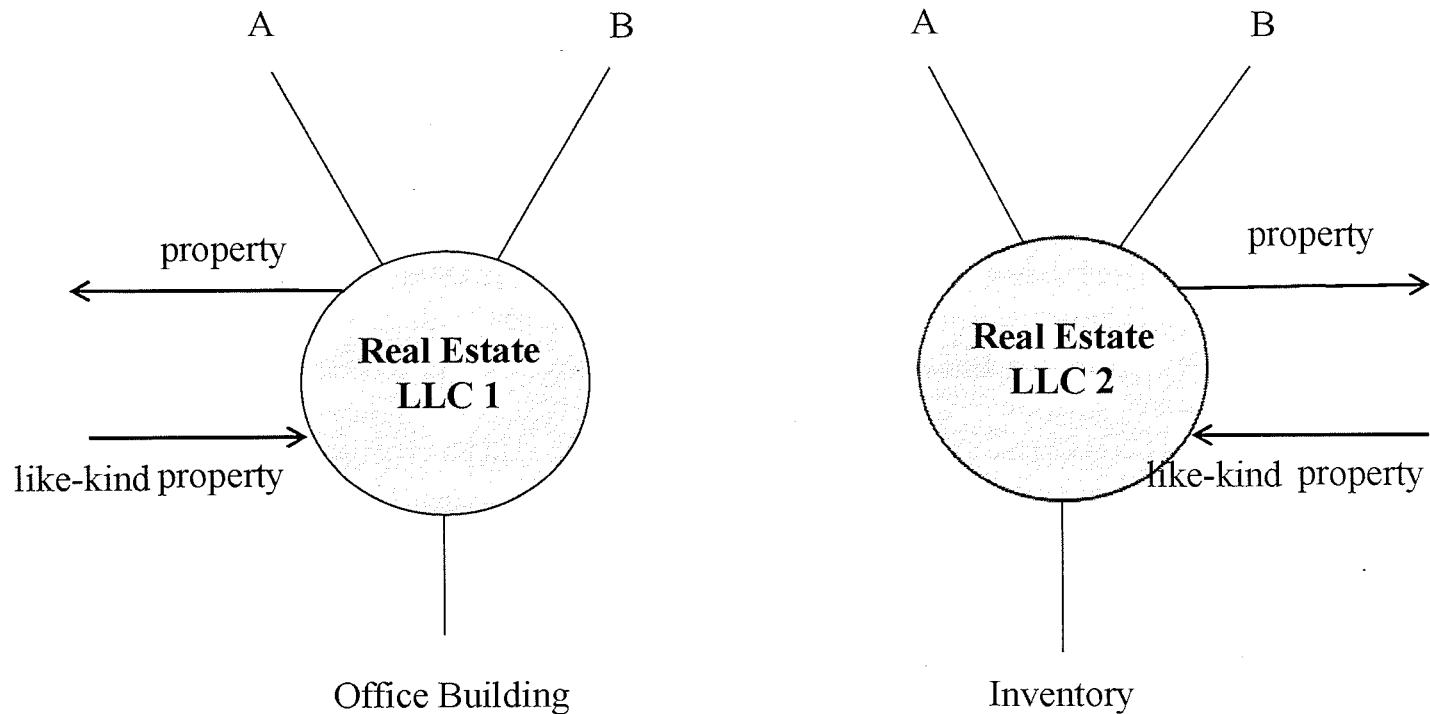 A
B
property
Real Estate
LLC 1
like-kind property
Office Building
A
B
property
Real Estate
LLC 2
like-kind property
Inventory